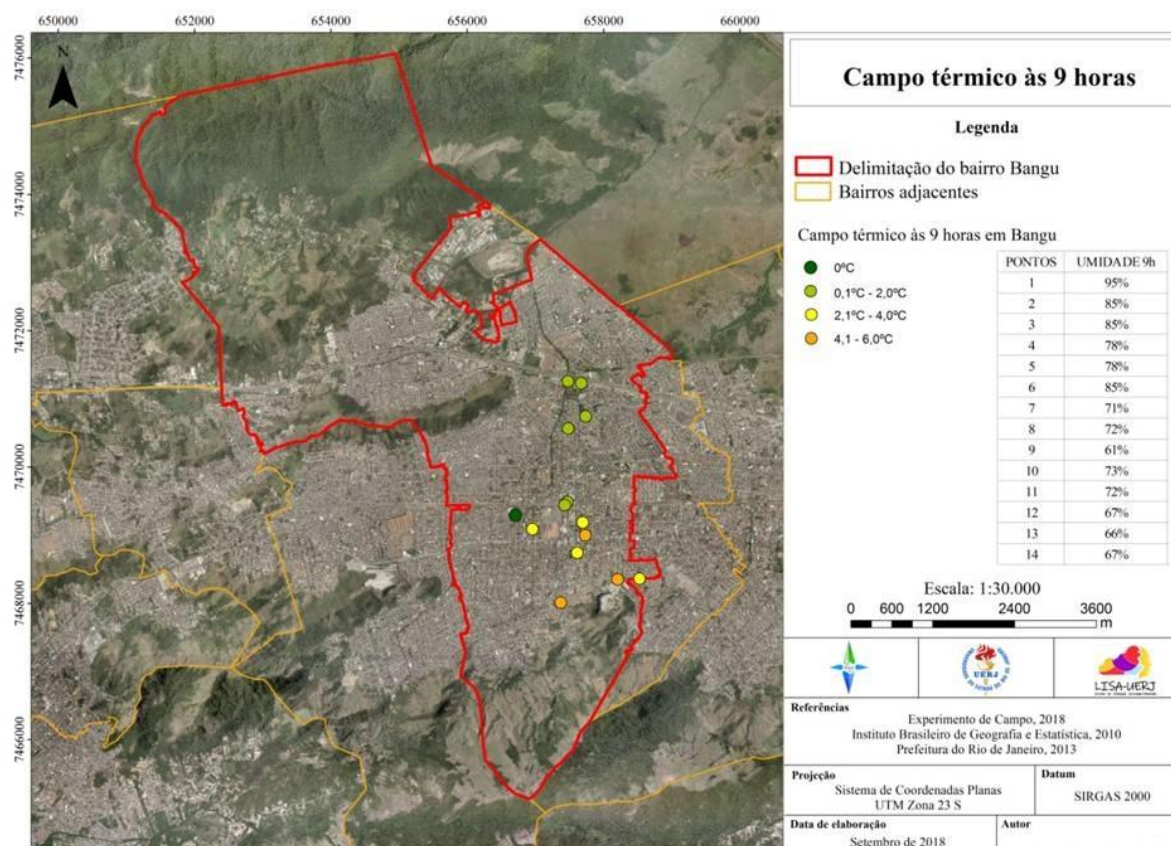 650000 652000 654000 656000 658000 660000
7476000
7474000
7472000
7470000
7468000
7466000
N
Campo térmico às 9 horas
Legenda
Delimitação do bairro Bangu
Bairros adjacentes
Campo térmico às 9 horas em Bangu
0ºC
0,1ºC - 2,0ºC
2,1ºC - 4,0ºC
4,1 - 6,0ºC
PONTOS UMIDADE 9h
1 95%
2 85%
3 85%
4 78%
5 78%
6 85%
7 71%
8 72%
9 61%
10 73%
11 72%
12 67%
13 66%
14 67%
Escala: 1:30.000
0 600 1200 2400 3600
m
UERJ
LISA-UERJ
Referências
Experimento de Campo, 2018
Instituto Brasileiro de Geografia e Estatística, 2010
Prefeitura do Rio de Janeiro, 2013
Projeção
Sistema de Coordenadas Planas
UTM Zona 23 S
Datum
SIRGAS 2000
Data de elaboração
Setembro de 2018
Autor